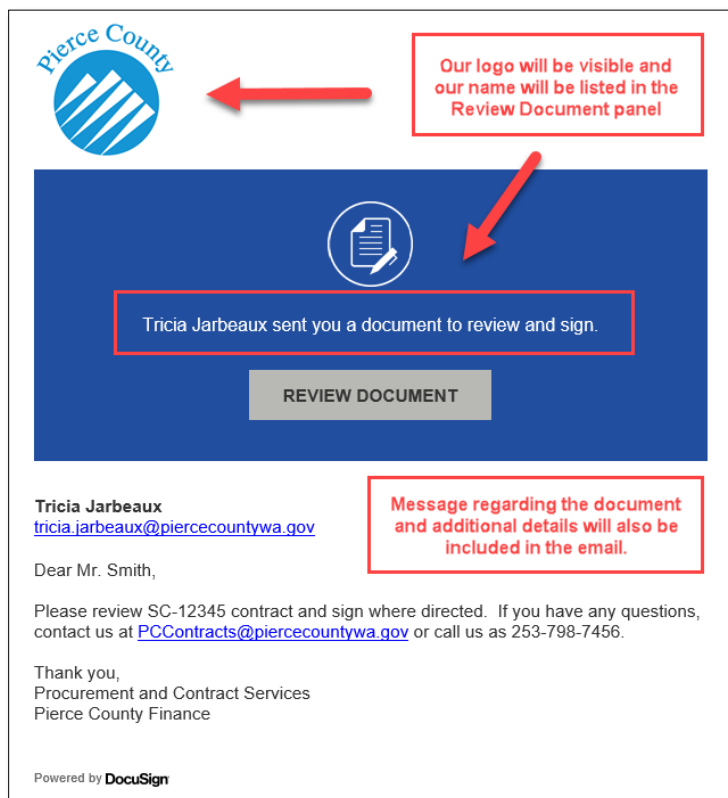 Pierce County
Our logo will be visible and
our name will be listed in the
Review Document panel
Tricia Jarbeaux sent you a document to review and sign.
REVIEW DOCUMENT
Tricia Jarbeaux
tricia.jarbeaux@piercecountywa.gov
Message regarding the document
and additional details will also be
included in the email.
Dear Mr. Smith,
Please review SC-12345 contract and sign where directed.  If you have any questions,
contact us at PCContracts@piercecountywa.gov or call us as 253-798-7456.
Thank you,
Procurement and Contract Services
Pierce County Finance
Powered by DocuSign